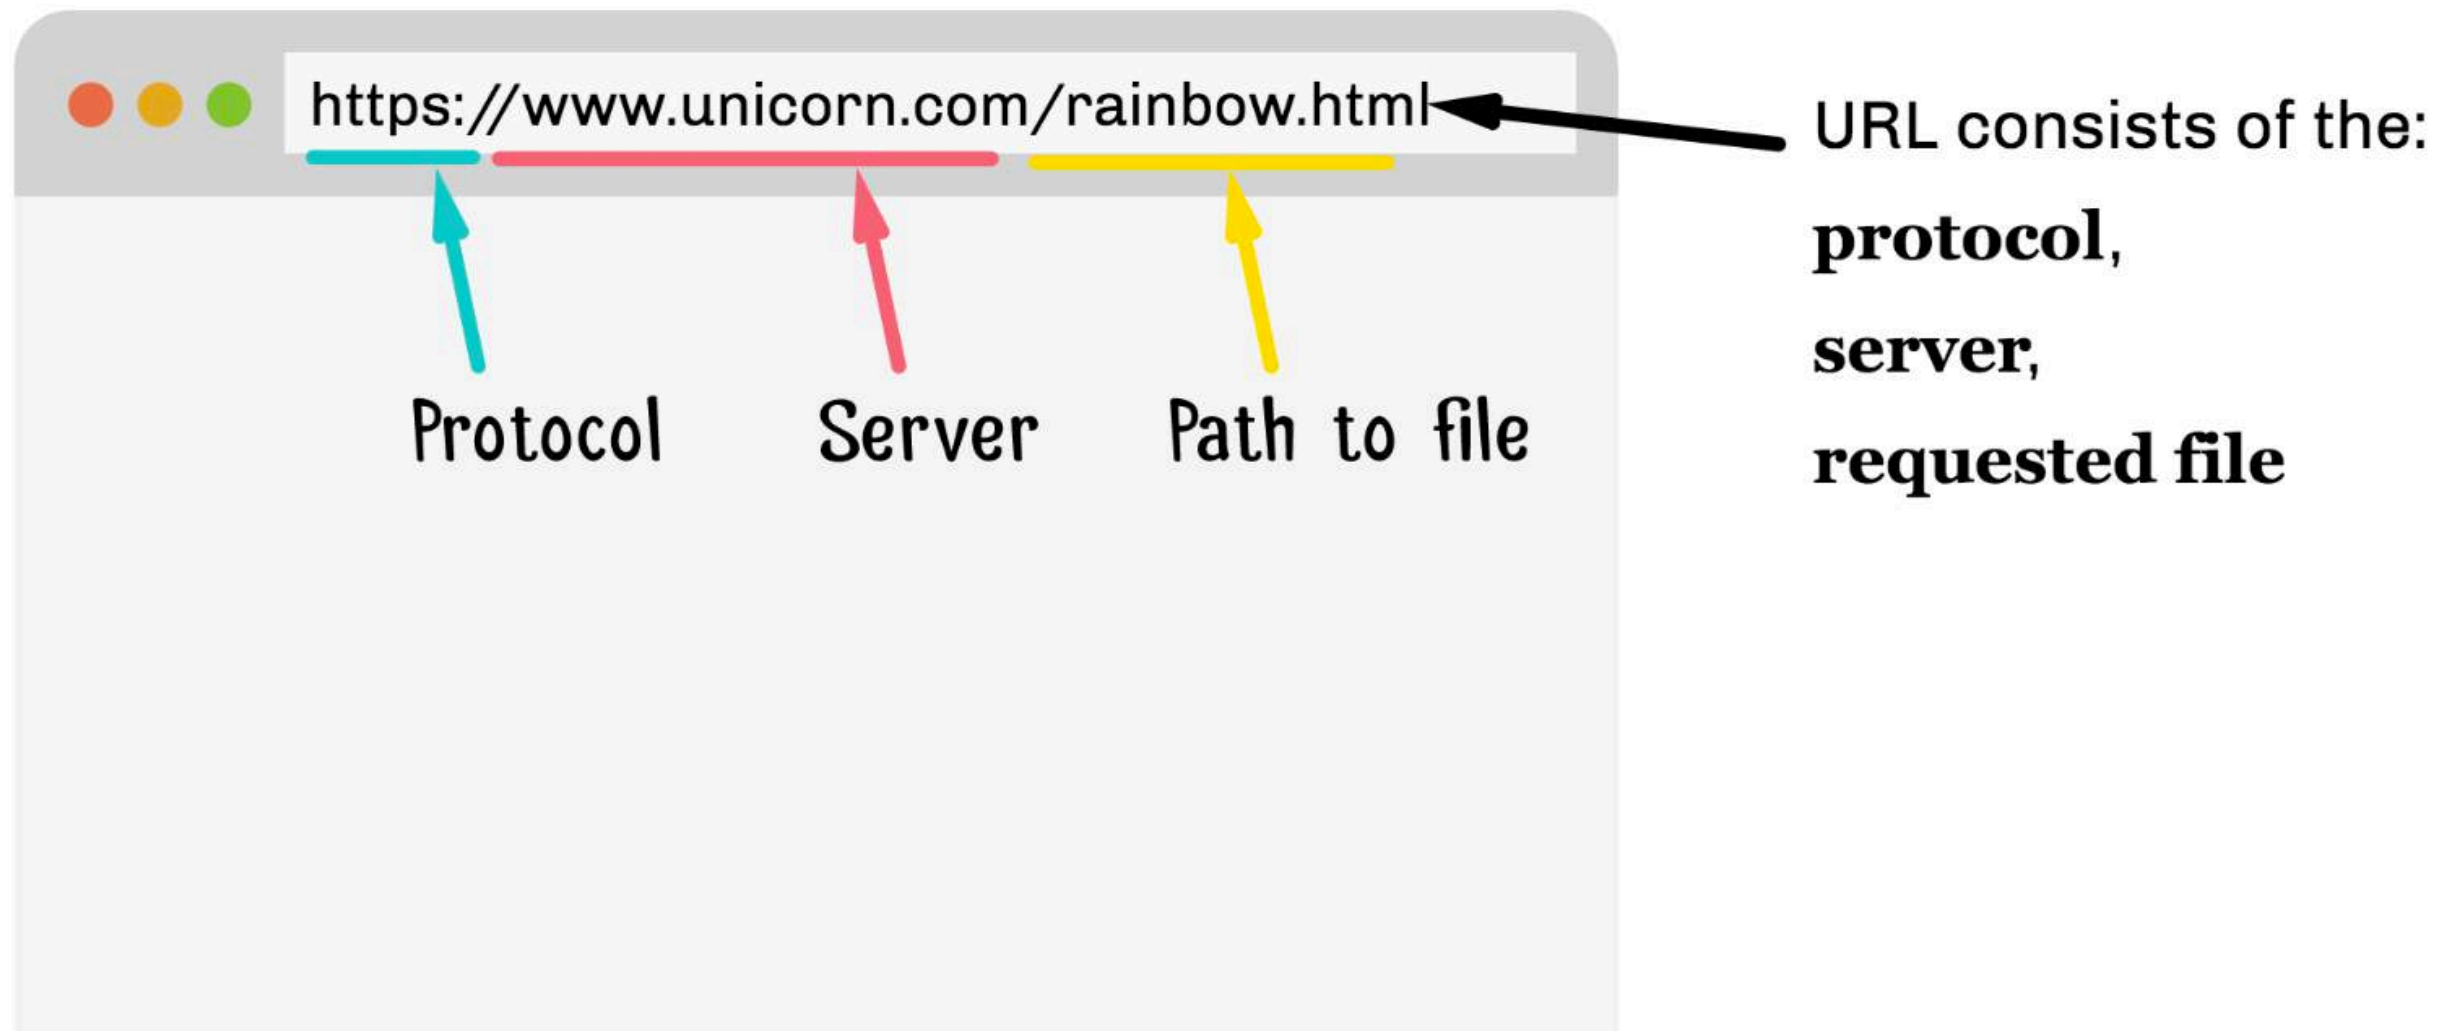 https://www.unicorn.com/rainbow.html
Protocol
Server
Path to file
URL consists of the:
protocol,
server,
requested file